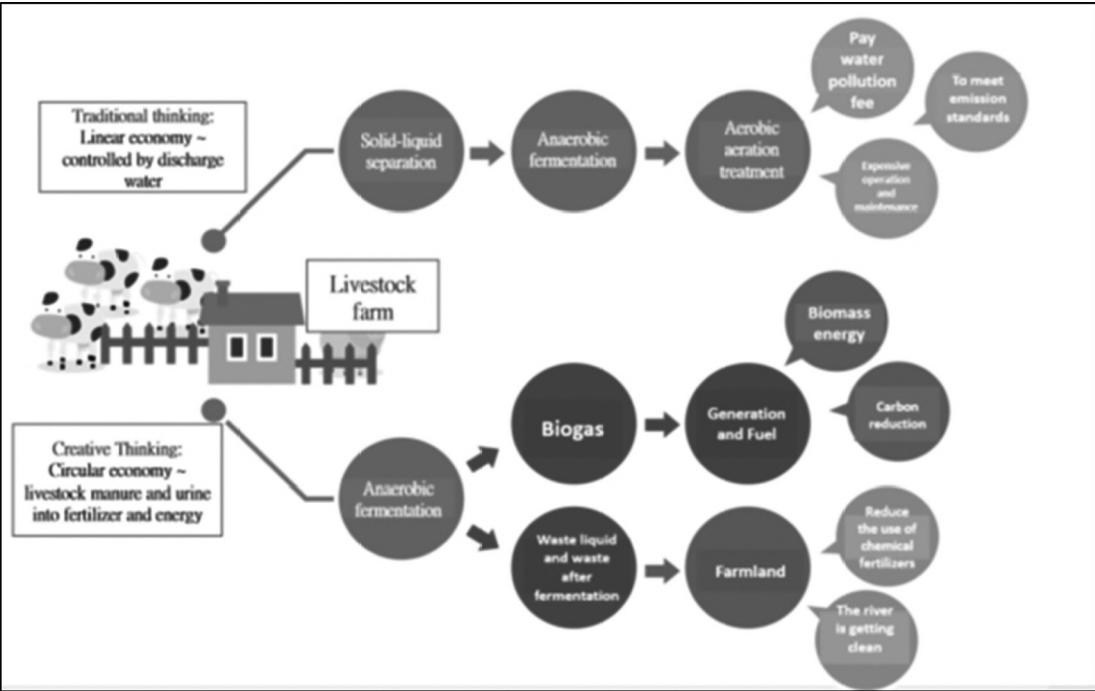 Traditional thinking:
Linear economy ~
controlled by discharge
water
Solid-liquid
separation
Anaerobic
fermentation
Aerobic
aeration
treatment
Pay
water
pollution
fee
To meet
emission
standards
Expensive
operation
and
maintenance
Livestock
farm
Creative Thinking:
Circular economy ~
livestock manure and urine
into fertilizer and energy
Anaerobic
fermentation
Biogas
Generation
and Fuel
Biomass
energy
Carbon
reduction
Waste liquid
and waste
after
fermentation
Farmland
Reduce
the use of
chemical
fertilizers
The river
is getting
clean